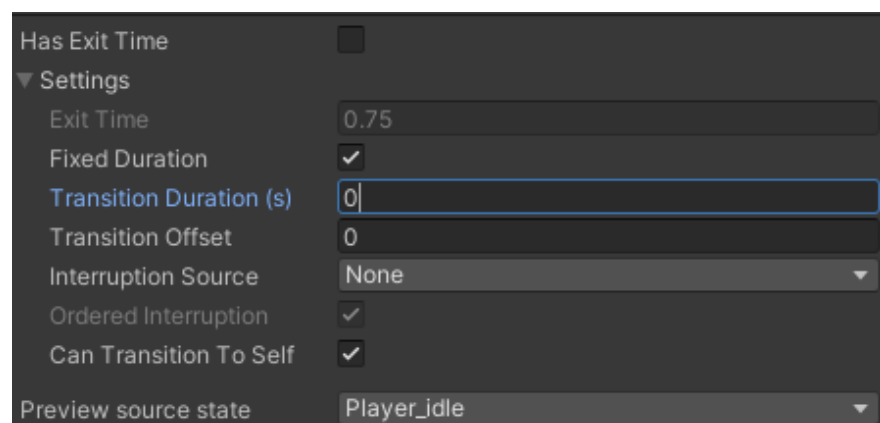 Has Exit Time
Settings
Exit Time 0.75
Fixed Duration
Transition Duration (s) 0
Transition Offset 0
Interruption Source None
Ordered Interruption
Can Transition To Self
Preview source state Player_idle